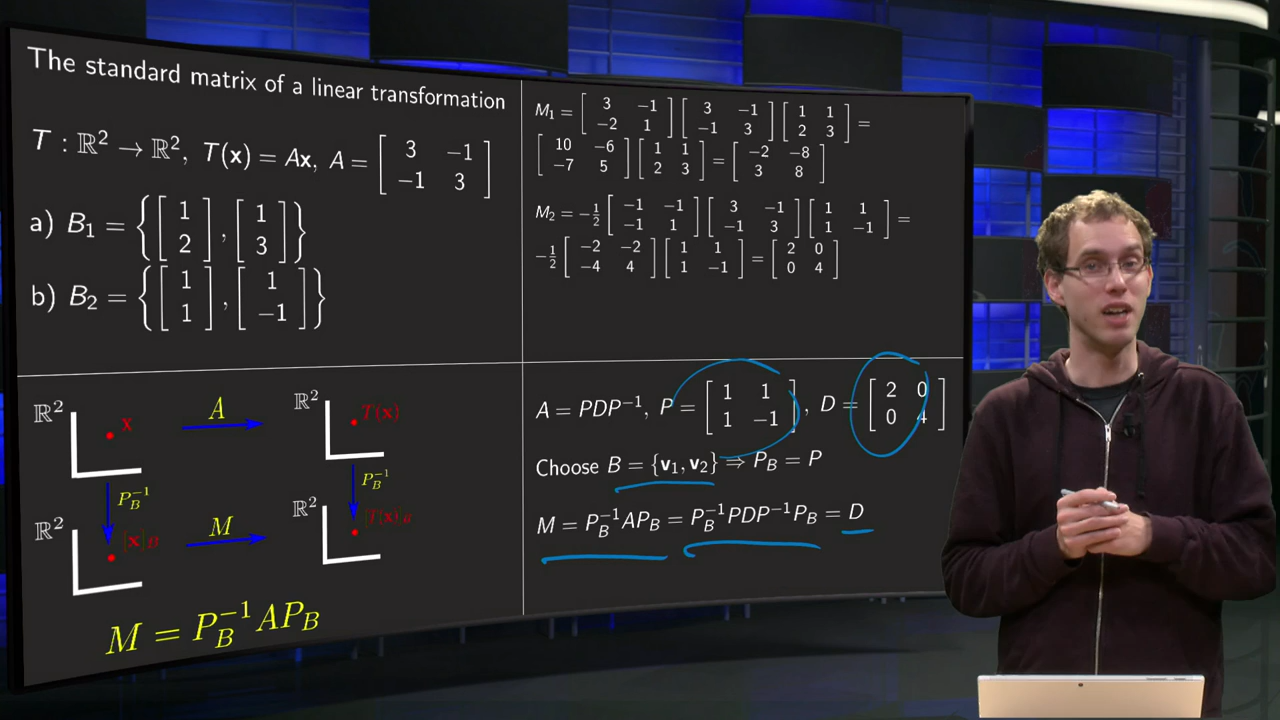 The standard matrix of a linear transformation
T : ℝ² → ℝ², T(x) = Ax, A = [ 3 −1 ; −1 3 ]
a) B₁ = { [ 1 ; 2 ], [ 1 ; 3 ] }
b) B₂ = { [ 1 ; 1 ], [ 1 ; −1 ] }
M₁ = [ 3 −1 ; −2 1 ] [ 3 −1 ; −1 3 ] [ 1 1 ; 2 3 ] =
[ 10 −6 ; −7 5 ] [ 1 1 ; 2 3 ] = [ −2 −8 ; 3 8 ]
M₂ = −½ [ −1 −1 ; −1 1 ] [ 3 −1 ; −1 3 ] [ 1 1 ; 1 −1 ] =
−½ [ −2 −2 ; −4 4 ] [ 1 1 ; 1 −1 ] = [ 2 0 ; 0 4 ]
ℝ² x A ℝ² T(x)
P_B⁻¹ P_B⁻¹
ℝ² [x]_B M ℝ² [T(x)]_B
M = P_B⁻¹AP_B
A = PDP⁻¹, P = [ 1 1 ; 1 −1 ], D = [ 2 0 ; 0 4 ]
Choose B = {v₁, v₂} ⇒ P_B = P
M = P_B⁻¹AP_B = P_B⁻¹PDP⁻¹P_B = D